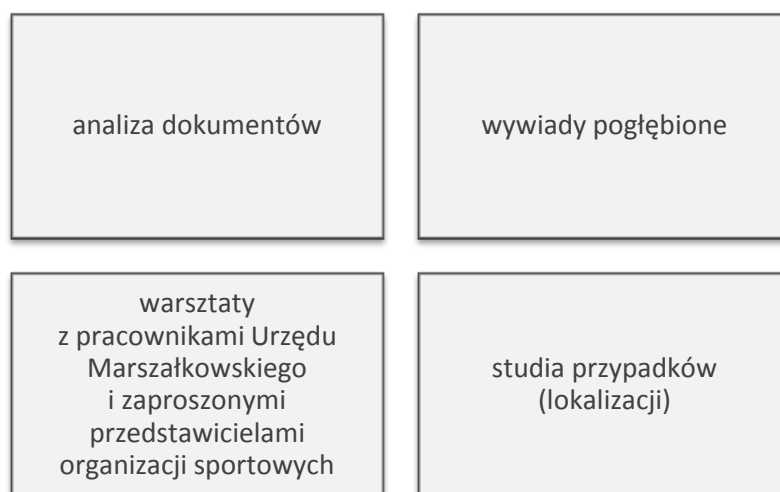 analiza dokumentów
wywiady pogłębione
warsztaty
z pracownikami Urzędu
Marszałkowskiego
i zaproszonymi
przedstawicielami
organizacji sportowych
studia przypadków
(lokalizacji)